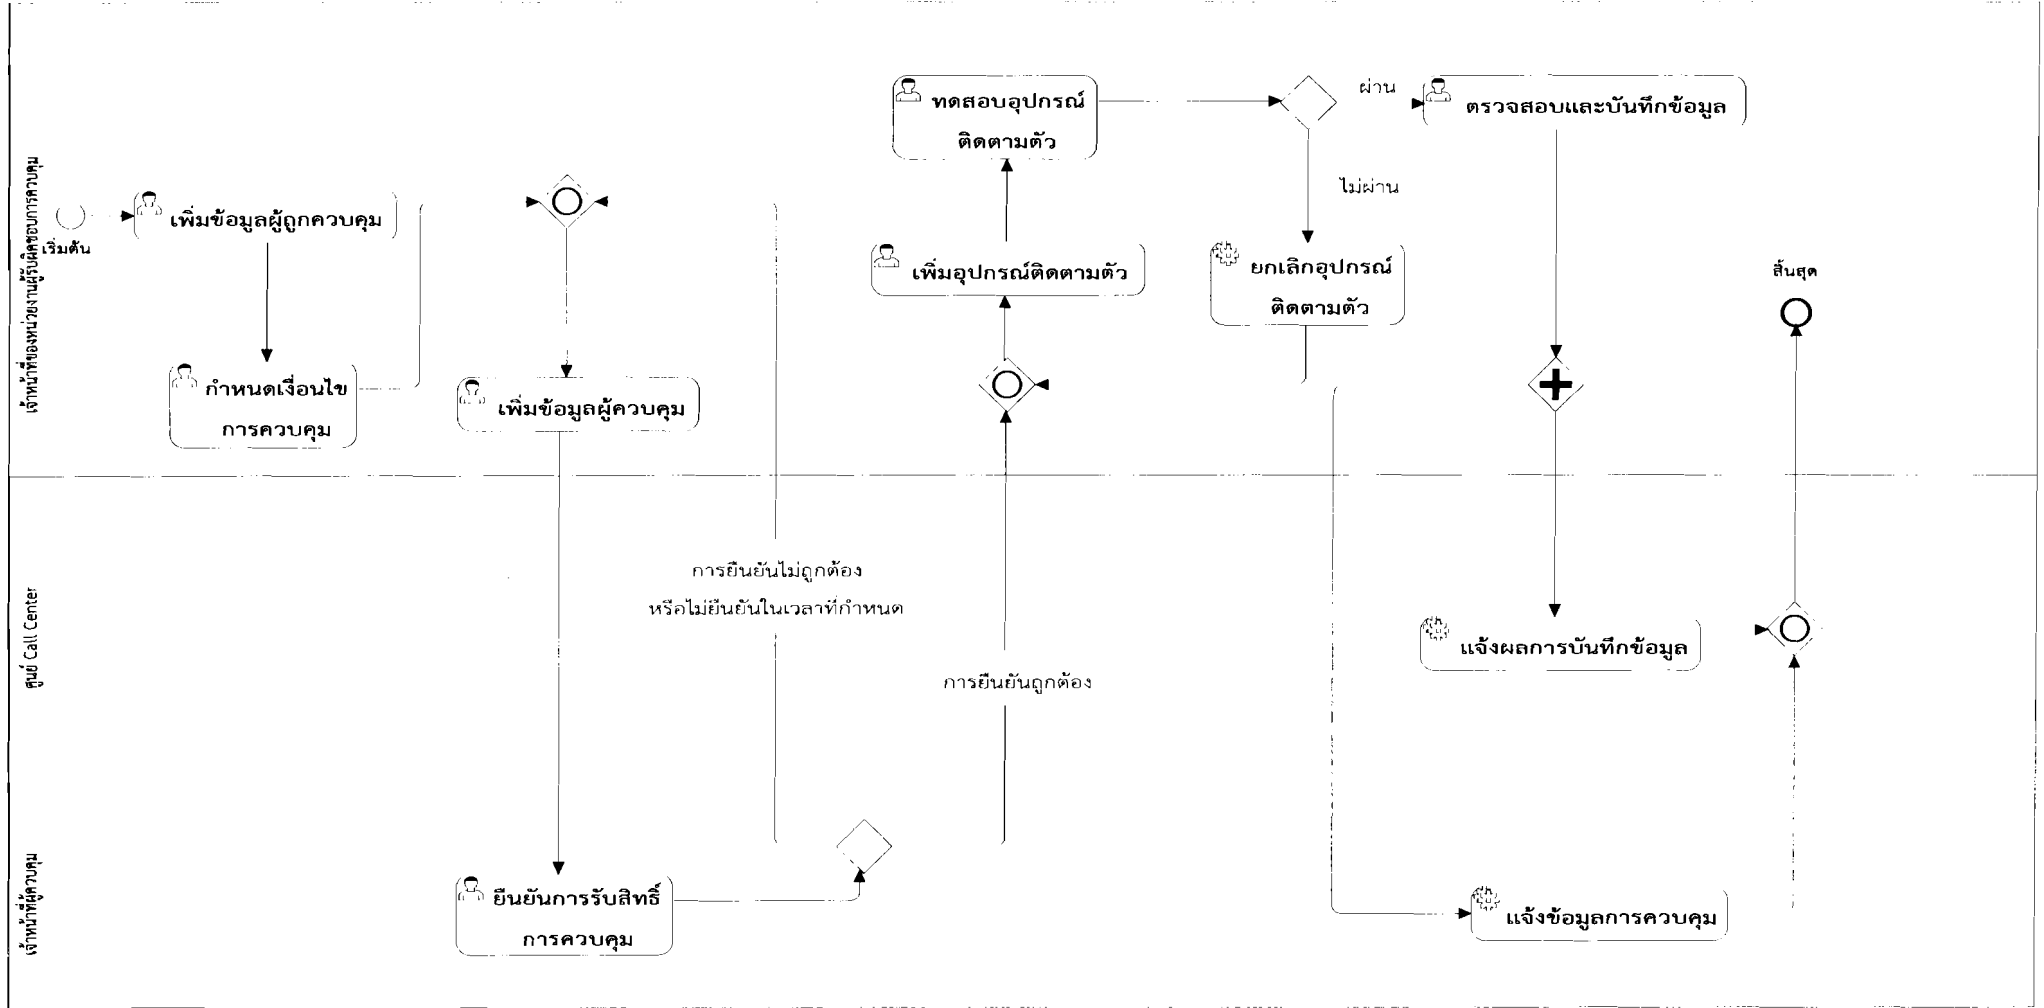 เจ้าหน้าที่ของหน่วยงานผู้รับผิดชอบการควบคุม
เริ่มต้น
เพิ่มข้อมูลผู้ถูกควบคุม
กำหนดเงื่อนไข
การควบคุม
เพิ่มข้อมูลผู้ควบคุม
ทดสอบอุปกรณ์
ติดตามตัว
เพิ่มอุปกรณ์ติดตามตัว
ผ่าน
ไม่ผ่าน
ยกเลิกอุปกรณ์
ติดตามตัว
ตรวจสอบและบันทึกข้อมูล
สิ้นสุด
ศูนย์ Call Center
การยืนยันไม่ถูกต้อง
หรือไม่ยืนยันในเวลาที่กำหนด
การยืนยันถูกต้อง
แจ้งผลการบันทึกข้อมูล
เจ้าหน้าที่ผู้ควบคุม
ยืนยันการรับสิทธิ์
การควบคุม
แจ้งข้อมูลการควบคุม